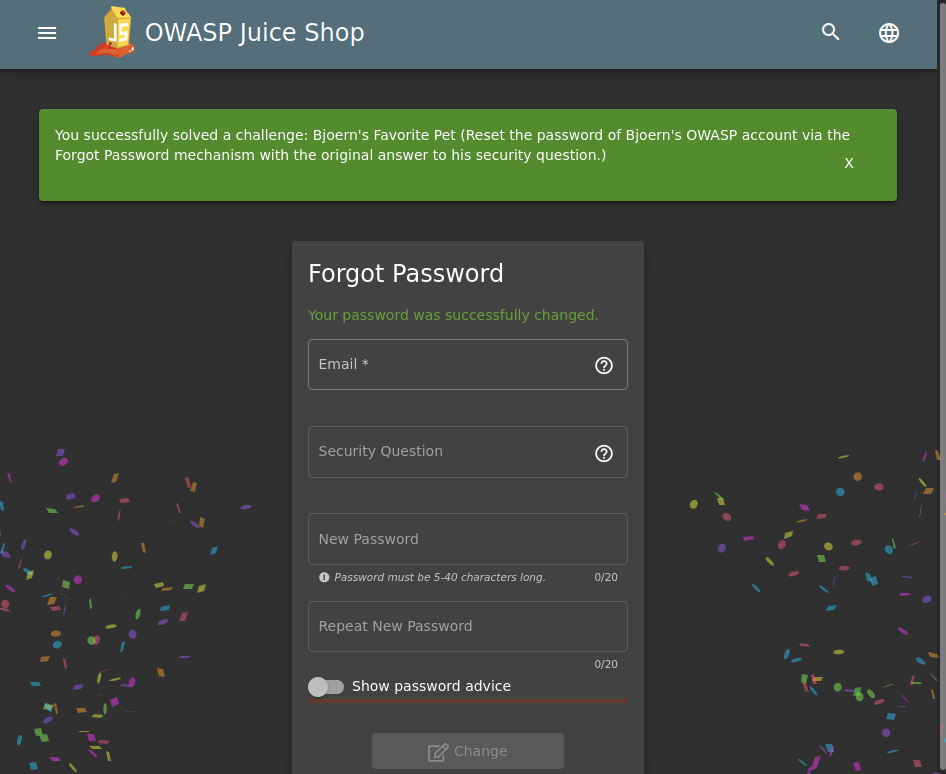 JS
OWASP Juice Shop
You successfully solved a challenge: Bjoern's Favorite Pet (Reset the password of Bjoern's OWASP account via the
Forgot Password mechanism with the original answer to his security question.)
X
Forgot Password
Your password was successfully changed.
Email *
Security Question
New Password
Password must be 5-40 characters long.
0/20
Repeat New Password
0/20
Show password advice
Change